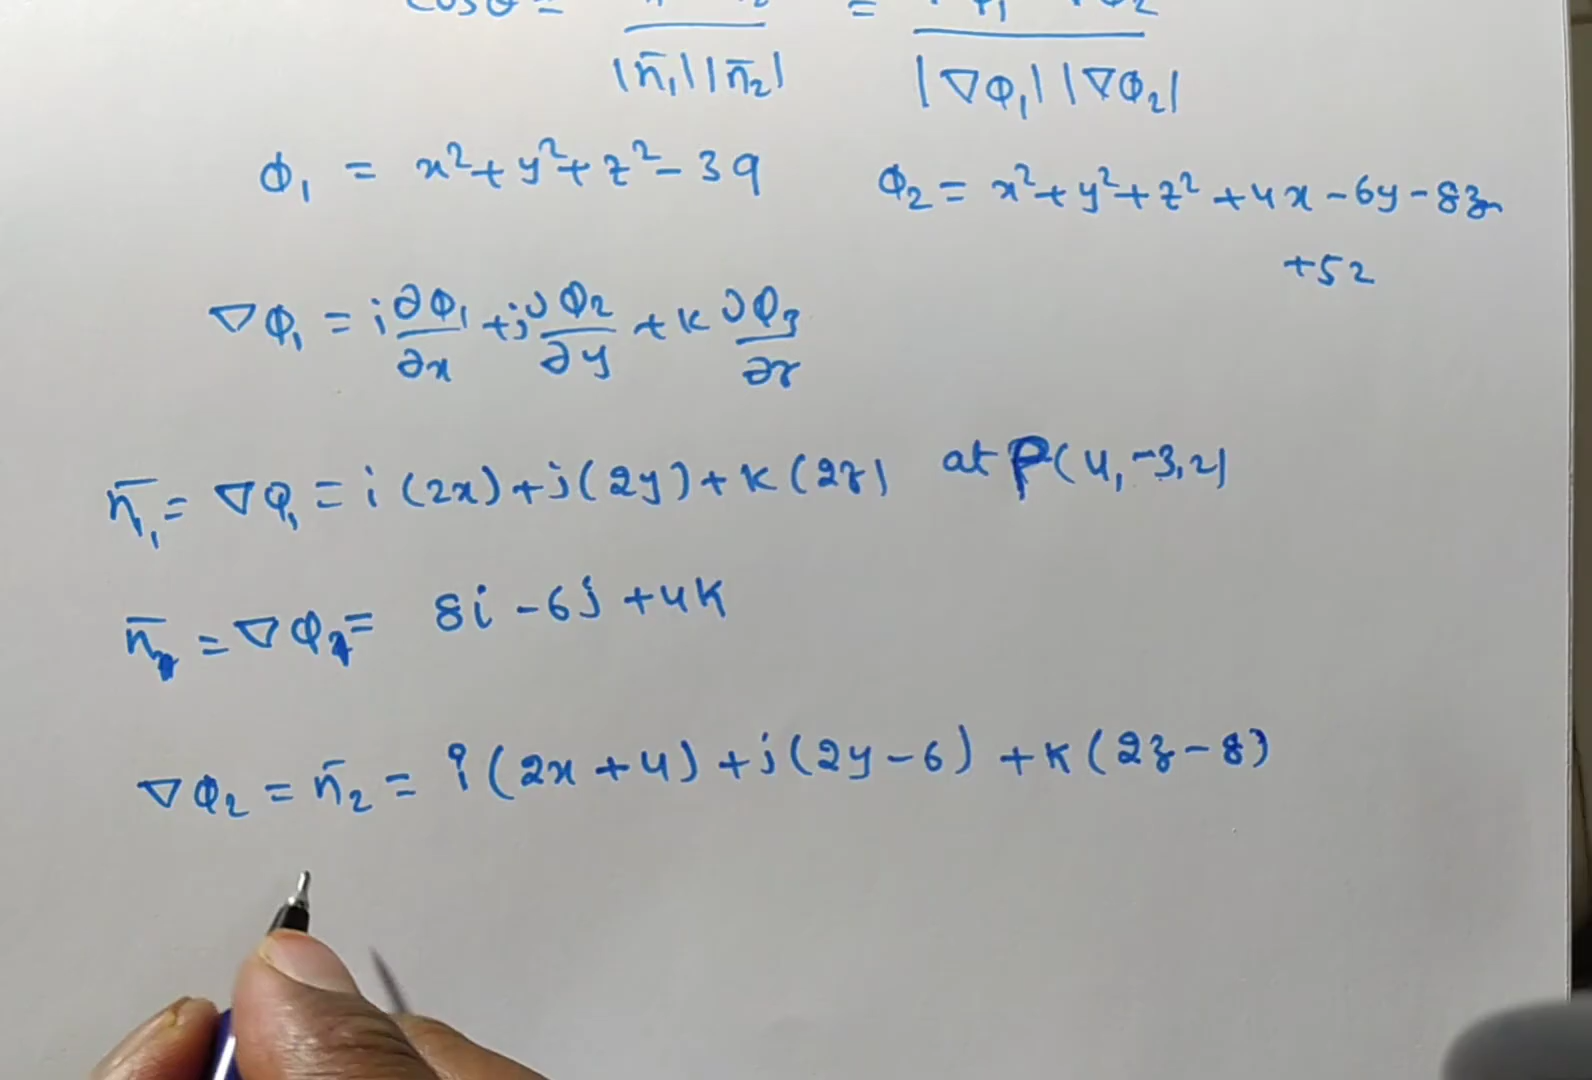 cosθ = =
|n̄₁| |n̄₂| |∇φ₁| |∇φ₂|
φ₁ = x² + y² + z² - 39 φ₂ = x² + y² + z² + 4x - 6y - 8z
+52
∇φ₁ = i ∂φ₁/∂x + j ∂φ₂/∂y + k ∂φ₃/∂z
n̄₁ = ∇φ₁ = i (2x) + j (2y) + k (2z) at P(4, -3, 2)
= ∇φ = 8i - 6j + 4k
∇φ₂ = n̄₂ = i (2x + 4) + j (2y - 6) + k (2z - 8)